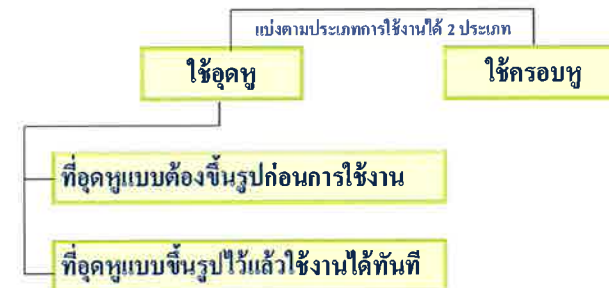 แบ่งตามประเภทการใช้งานได้ 2 ประเภท
ใช้อุดหู
ใช้ครอบหู
ที่อุดหูแบบต้องขึ้นรูปก่อนการใช้งาน
ที่อุดหูแบบขึ้นรูปไว้แล้วใช้งานได้ทันที